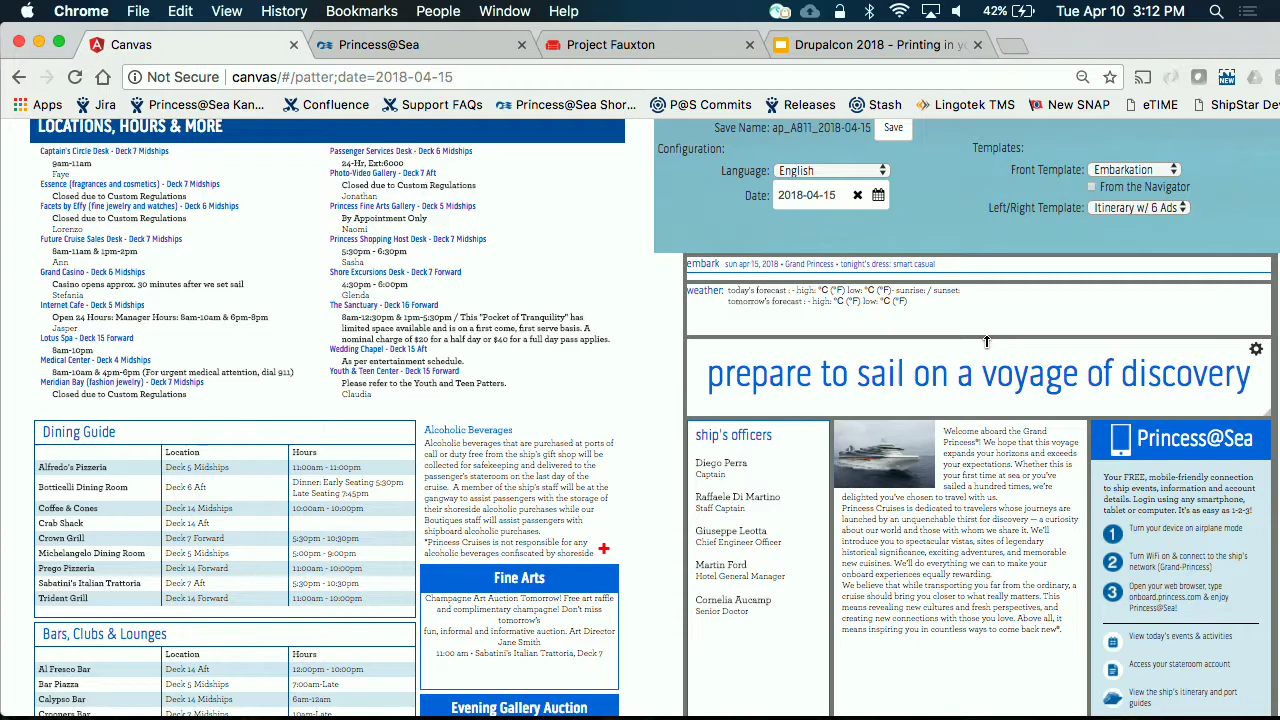 Chrome File Edit View History Bookmarks People Window Help 42% Tue Apr 10 3:12 PM
Canvas Princess@Sea Project Fauxton Drupalcon 2018 - Printing in y
Not Secure canvas/#/patter;date=2018-04-15
Apps Jira Princess@Sea Kan... Confluence Support FAQs Princess@Sea Shor... P@S Commits Releases Stash Lingotek TMS New SNAP eTIME ShipStar De
LOCATIONS, HOURS & MORE
Captain's Circle Desk - Deck 7 Midships
9am-11am
Faye
Essence (fragrances and cosmetics) - Deck 7 Midships
Closed due to Custom Regulations
Facets by Effy (fine jewelry and watches) - Deck 6 Midships
Closed due to Custom Regulations
Lorenzo
Future Cruise Sales Desk - Deck 7 Midships
8am-11am & 1pm-2pm
Ann
Grand Casino - Deck 6 Midships
Casino opens approx. 30 minutes after we set sail
Stefania
Internet Cafe - Deck 5 Midships
Open 24 Hours: Manager Hours: 8am-10am & 6pm-8pm
Jasper
Lotus Spa - Deck 15 Forward
8am-10pm
Medical Center - Deck 4 Midships
8am-10am & 4pm-6pm (For urgent medical attention, dial 911)
Meridian Bay (fashion jewelry) - Deck 7 Midships
Closed due to Custom Regulations
Passenger Services Desk - Deck 6 Midships
24-Hr, Ext:6000
Photo-Video Gallery - Deck 7 Aft
Closed due to Custom Regulations
Jonathan
Princess Fine Arts Gallery - Deck 5 Midships
By Appointment Only
Naomi
Princess Shopping Host Desk - Deck 7 Midships
5:30pm - 6:30pm
Sasha
Shore Excursions Desk - Deck 7 Forward
4:30pm - 6:00pm
Glenda
The Sanctuary - Deck 16 Forward
8am-12:30pm & 1pm-5:30pm / This "Pocket of Tranquility" has
limited space available and is on a first come, first serve basis. A
nominal charge of $20 for a half day or $40 for a full day pass applies.
Wedding Chapel - Deck 15 Aft
As per entertainment schedule.
Youth & Teen Center - Deck 15 Forward
Please refer to the Youth and Teen Patters.
Claudia
Dining Guide
Location Hours
Alfredo's Pizzeria Deck 5 Midships 11:00am - 11:00pm
Botticelli Dining Room Deck 6 Aft Dinner: Early Seating 5:30pm
Late Seating 7:45pm
Coffee & Cones Deck 14 Midships 10:00am - 10:00pm
Crab Shack Deck 14 Aft
Crown Grill Deck 7 Forward 5:30pm - 10:30pm
Michelangelo Dining Room Deck 5 Midships 5:00pm - 9:00pm
Prego Pizzeria Deck 14 Forward 11:00am - 10:00pm
Sabatini's Italian Trattoria Deck 7 Aft 5:30pm - 10:30pm
Trident Grill Deck 14 Forward 11:00am - 10:00pm
Bars, Clubs & Lounges
Location Hours
Al Fresco Bar Deck 14 Aft 12:00pm - 10:00pm
Bar Piazza Deck 5 Midships 7:00am-Late
Calypso Bar Deck 14 Midships 6am-12am
Crooners Bar Deck 7 Midships 10am-Late
Alcoholic Beverages
Alcoholic beverages that are purchased at ports of
call or duty free from the ship's gift shop will be
collected for safekeeping and delivered to the
passenger's stateroom on the last day of the
cruise. A member of the ship's staff will be at the
gangway to assist passengers with the storage of
their shoreside alcoholic purchases while our
Boutiques staff will assist passengers with
shipboard alcoholic purchases.
*Princess Cruises is not responsible for any
alcoholic beverages confiscated by shoreside
Fine Arts
Champagne Art Auction Tomorrow! Free art raffle
and complimentary champagne! Don't miss
tomorrow's
fun, informal and informative auction. Art Director
Jane Smith
11:00 am • Sabatini's Italian Trattoria, Deck 7
Evening Gallery Auction
Save Name: ap_A811_2018-04-15 Save
Configuration: Templates:
Language: English Front Template: Embarkation
From the Navigator
Date: 2018-04-15 Left/Right Template: Itinerary w/ 6 Ads
embark sun apr 15, 2018 • Grand Princess • tonight's dress: smart casual
weather: today's forecast : - high: °C (°F) low: °C (°F)- sunrise: / sunset:
tomorrow's forecast : - high: °C (°F) low: °C (°F)
prepare to sail on a voyage of discovery
ship's officers
Diego Perra
Captain
Raffaele Di Martino
Staff Captain
Giuseppe Leotta
Chief Engineer Officer
Martin Ford
Hotel General Manager
Cornelia Aucamp
Senior Doctor
Welcome aboard the Grand
Princess®! We hope that this voyage
expands your horizons and exceeds
your expectations. Whether this is
your first time at sea or you've
sailed a hundred times, we're
delighted you've chosen to travel with us.
Princess Cruises is dedicated to travelers whose journeys are
launched by an unquenchable thirst for discovery — a curiosity
about our world and those with whom we share it. We'll
introduce you to spectacular vistas, sites of legendary
historical significance, exciting adventures, and memorable
new cuisines. We'll do everything we can to make your
onboard experiences equally rewarding.
We believe that while transporting you far from the ordinary, a
cruise should bring you closer to what really matters. This
means revealing new cultures and fresh perspectives, and
creating new connections with those you love. Above all, it
means inspiring you in countless ways to come back new®.
Princess@Sea
Your FREE, mobile-friendly connection
to ship events, information and account
details. Login using any smartphone,
tablet or computer. It's as easy as 1-2-3!
1 Turn your device on airplane mode
2 Turn WiFi on & connect to the ship's
network (Grand-Princess)
3 Open your web browser, type
onboard.princess.com & enjoy
Princess@Sea!
View today's events & activities
Access your stateroom account
View the ship's itinerary and port
guides